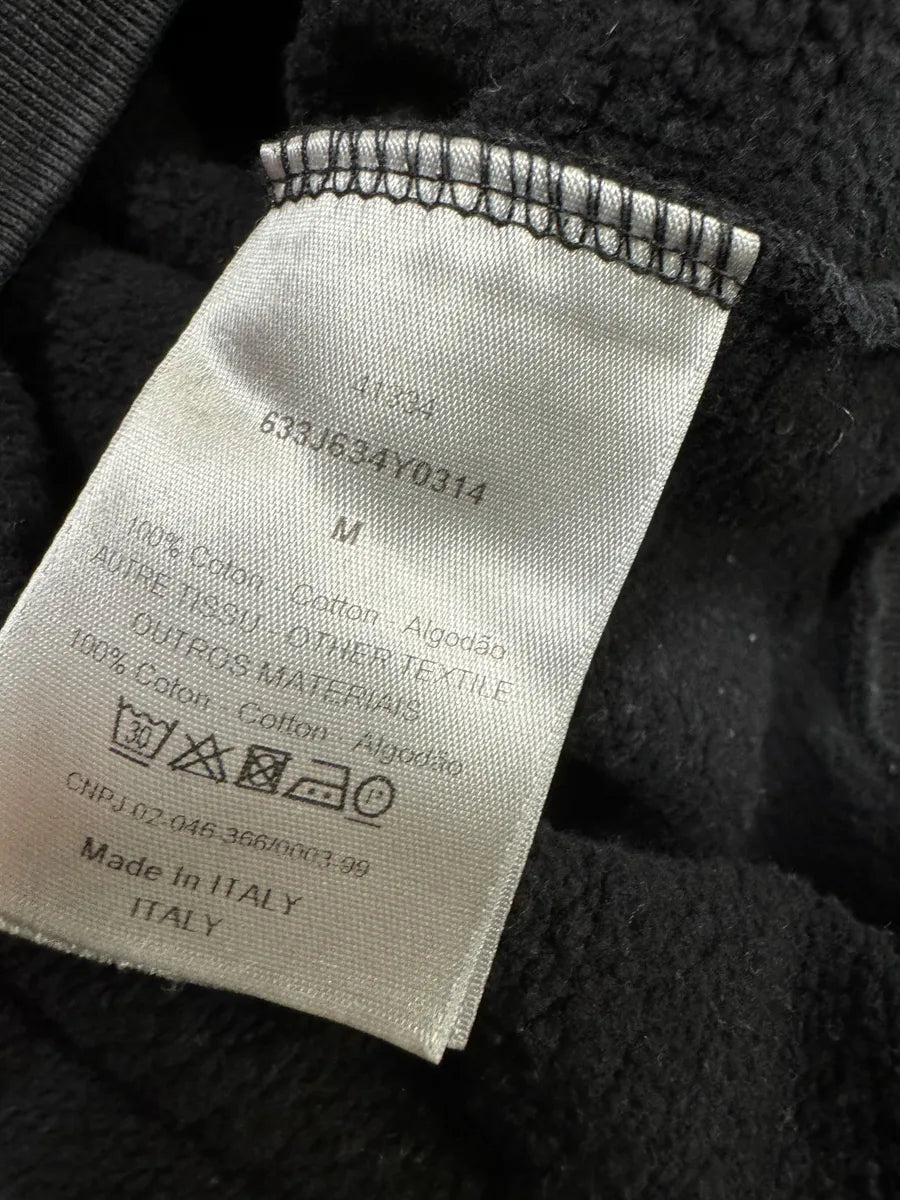 41334
633J634Y0314
M
100% Coton - Cotton - Algodão
AUTRE TISSU - OTHER TEXTILE
OUTROS MATERIAIS
100% Coton - Cotton - Algodão
30 P
CNPJ 02-046-366/0003-99
Made In ITALY
ITALY